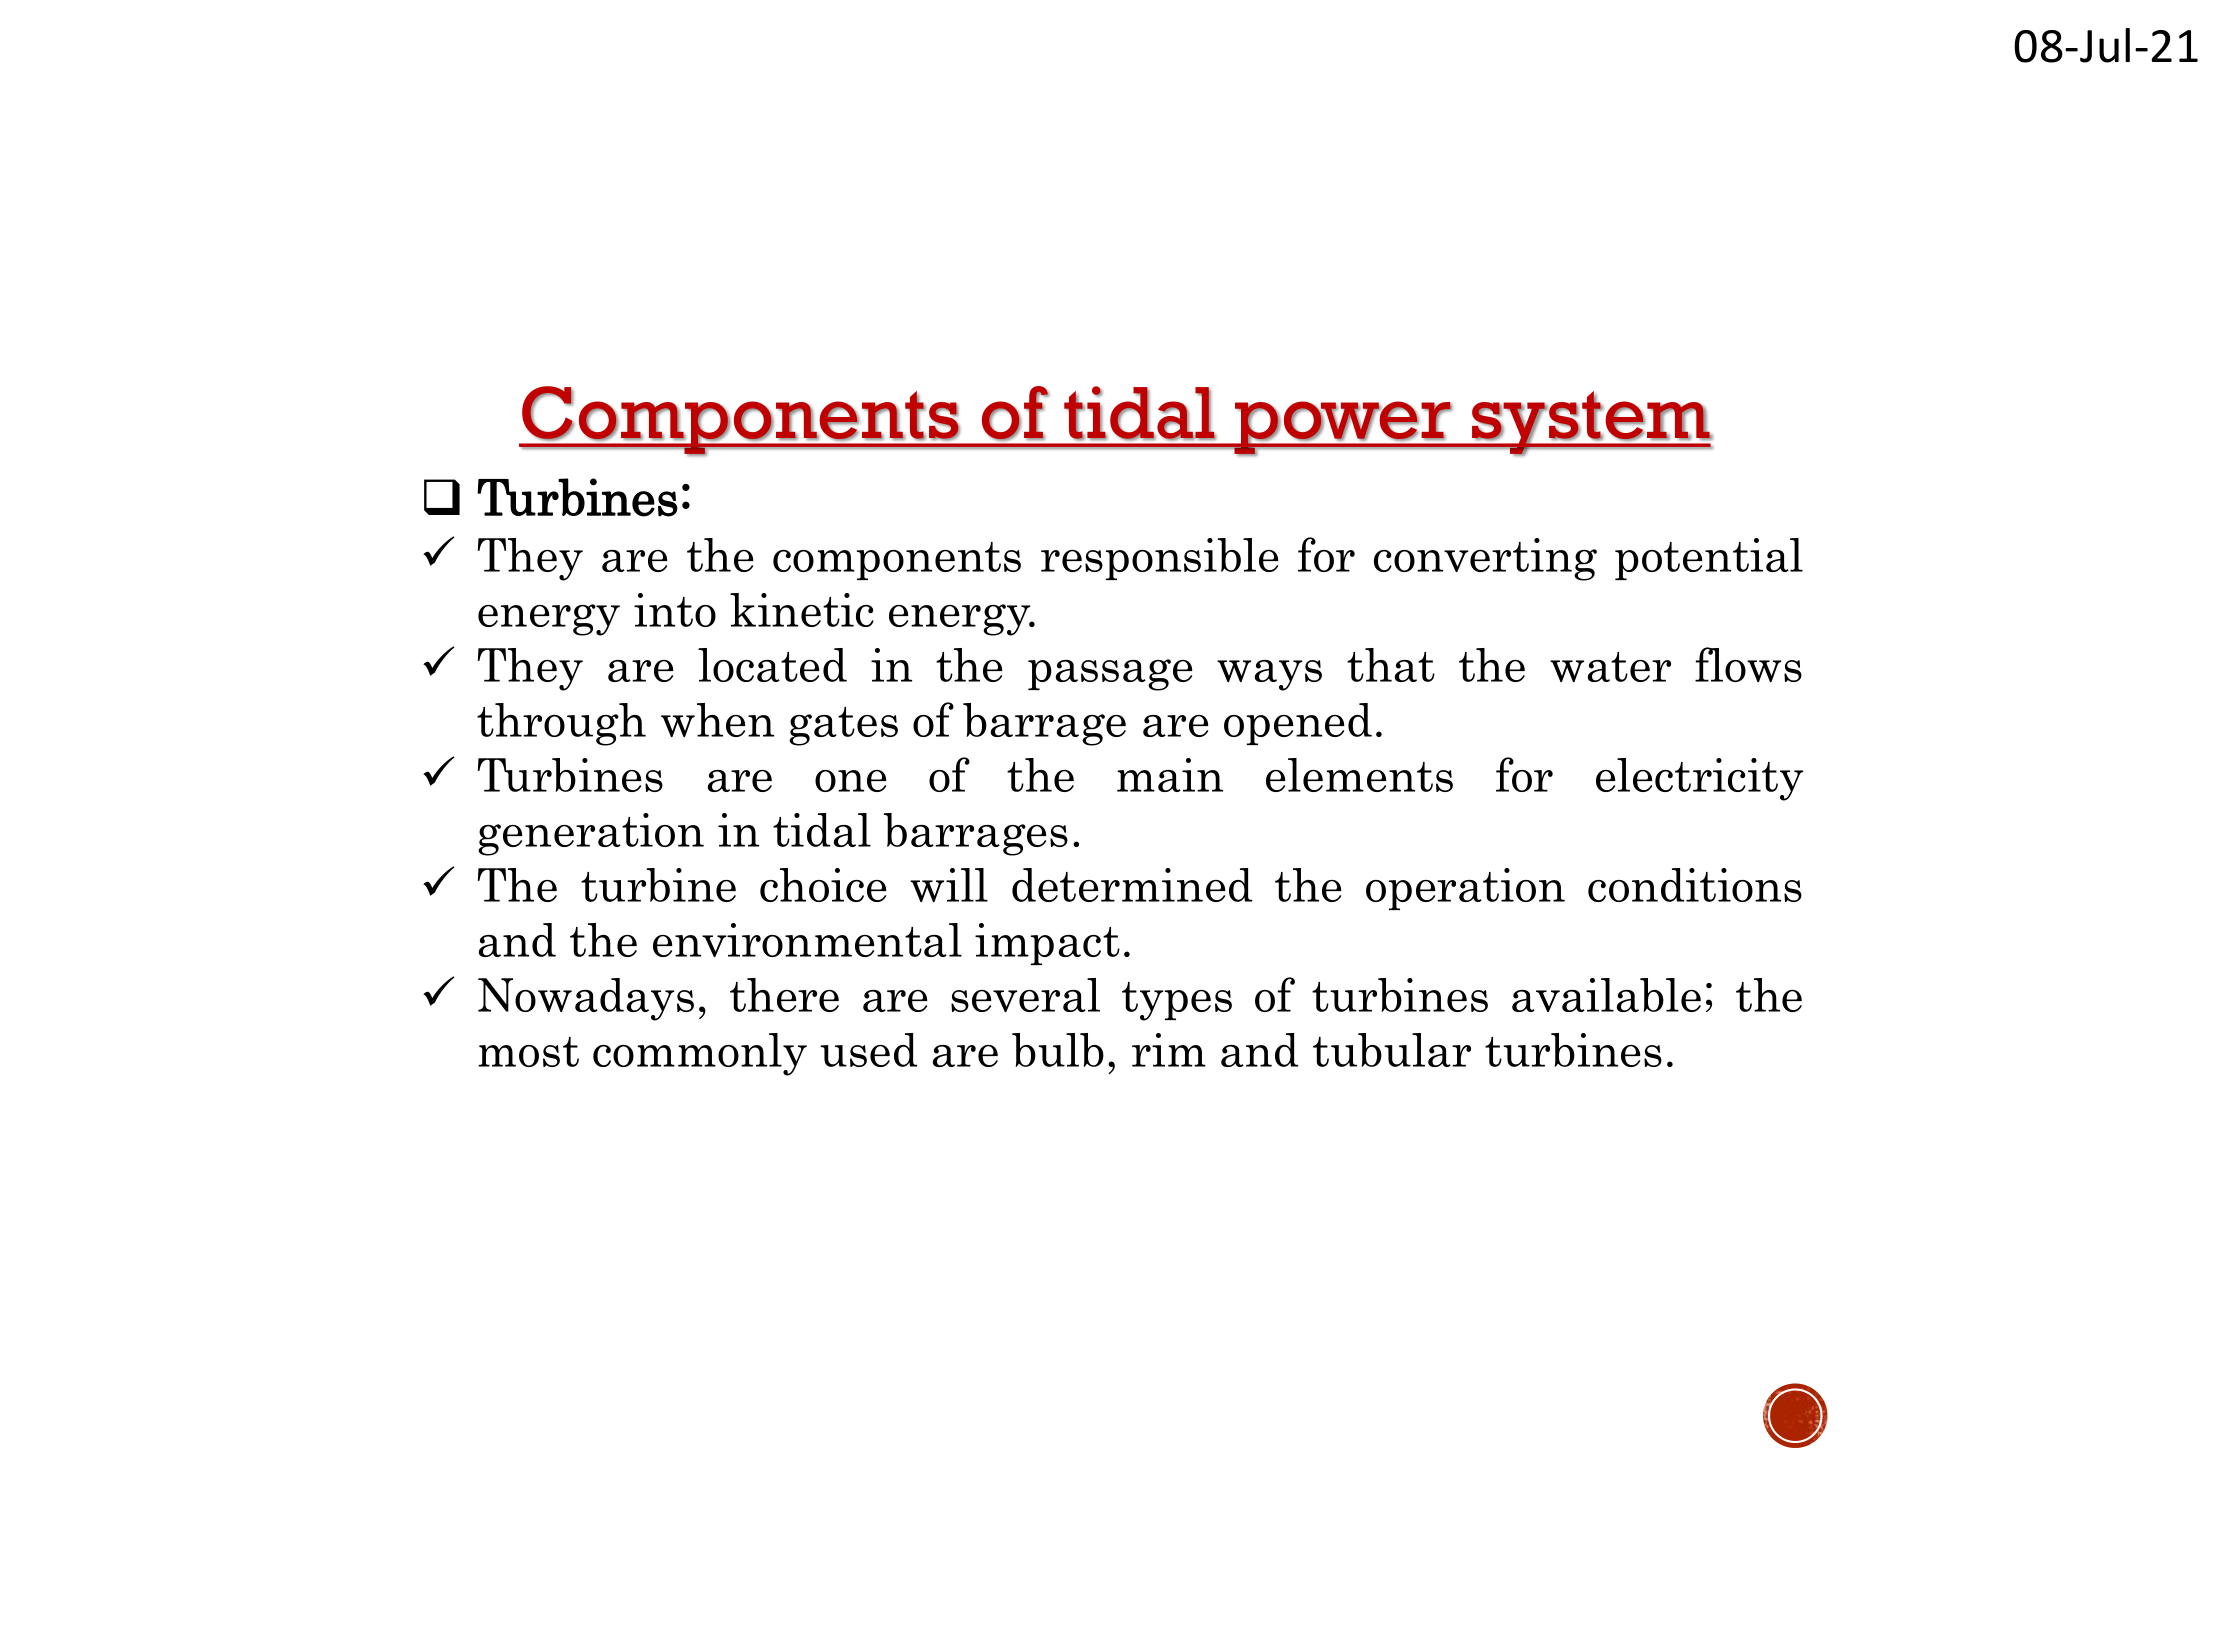 08-Jul-21
Components of tidal power system
❑ Turbines:
✓ They are the components responsible for converting potential
energy into kinetic energy.
✓ They are located in the passage ways that the water flows
through when gates of barrage are opened.
✓ Turbines are one of the main elements for electricity
generation in tidal barrages.
✓ The turbine choice will determined the operation conditions
and the environmental impact.
✓ Nowadays, there are several types of turbines available; the
most commonly used are bulb, rim and tubular turbines.